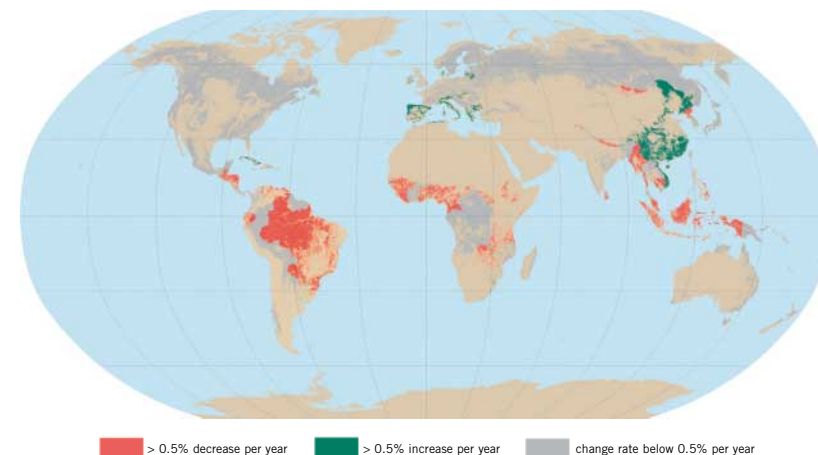 > 0.5% decrease per year > 0.5% increase per year change rate below 0.5% per year